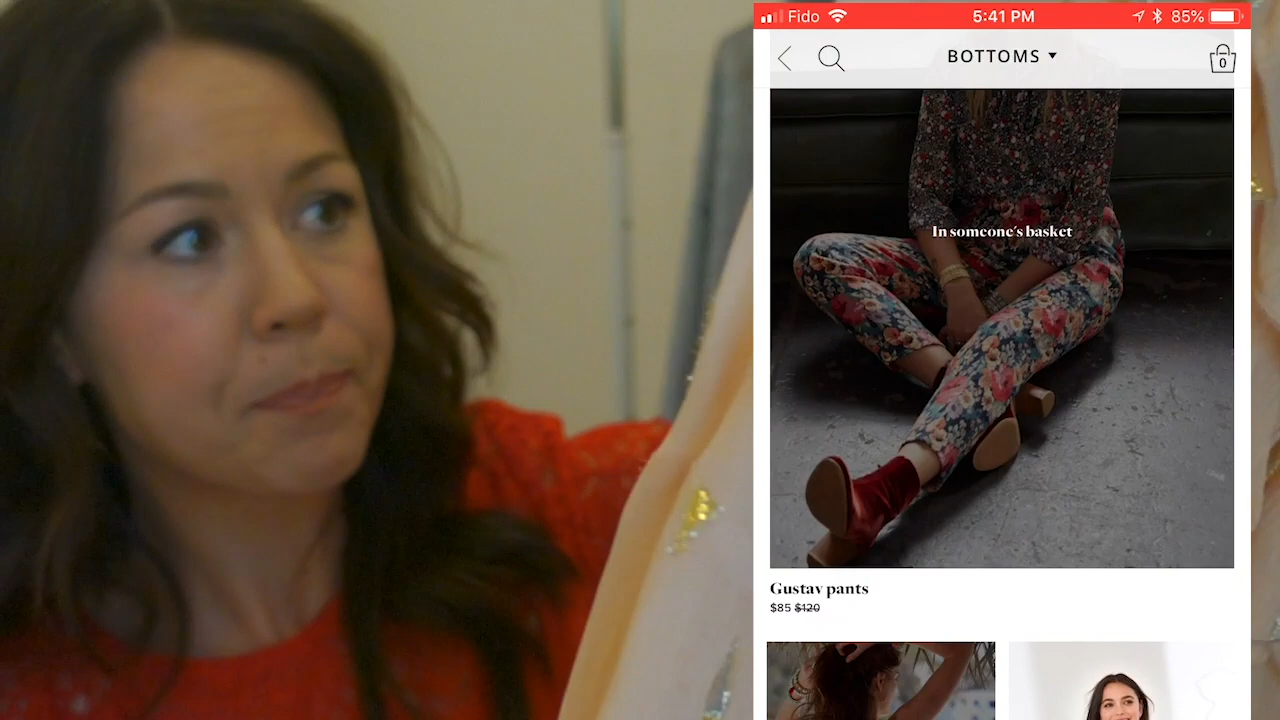 Fido 5:41 PM 85%
BOTTOMS 0
In someone's basket
Gustav pants
$85 $120